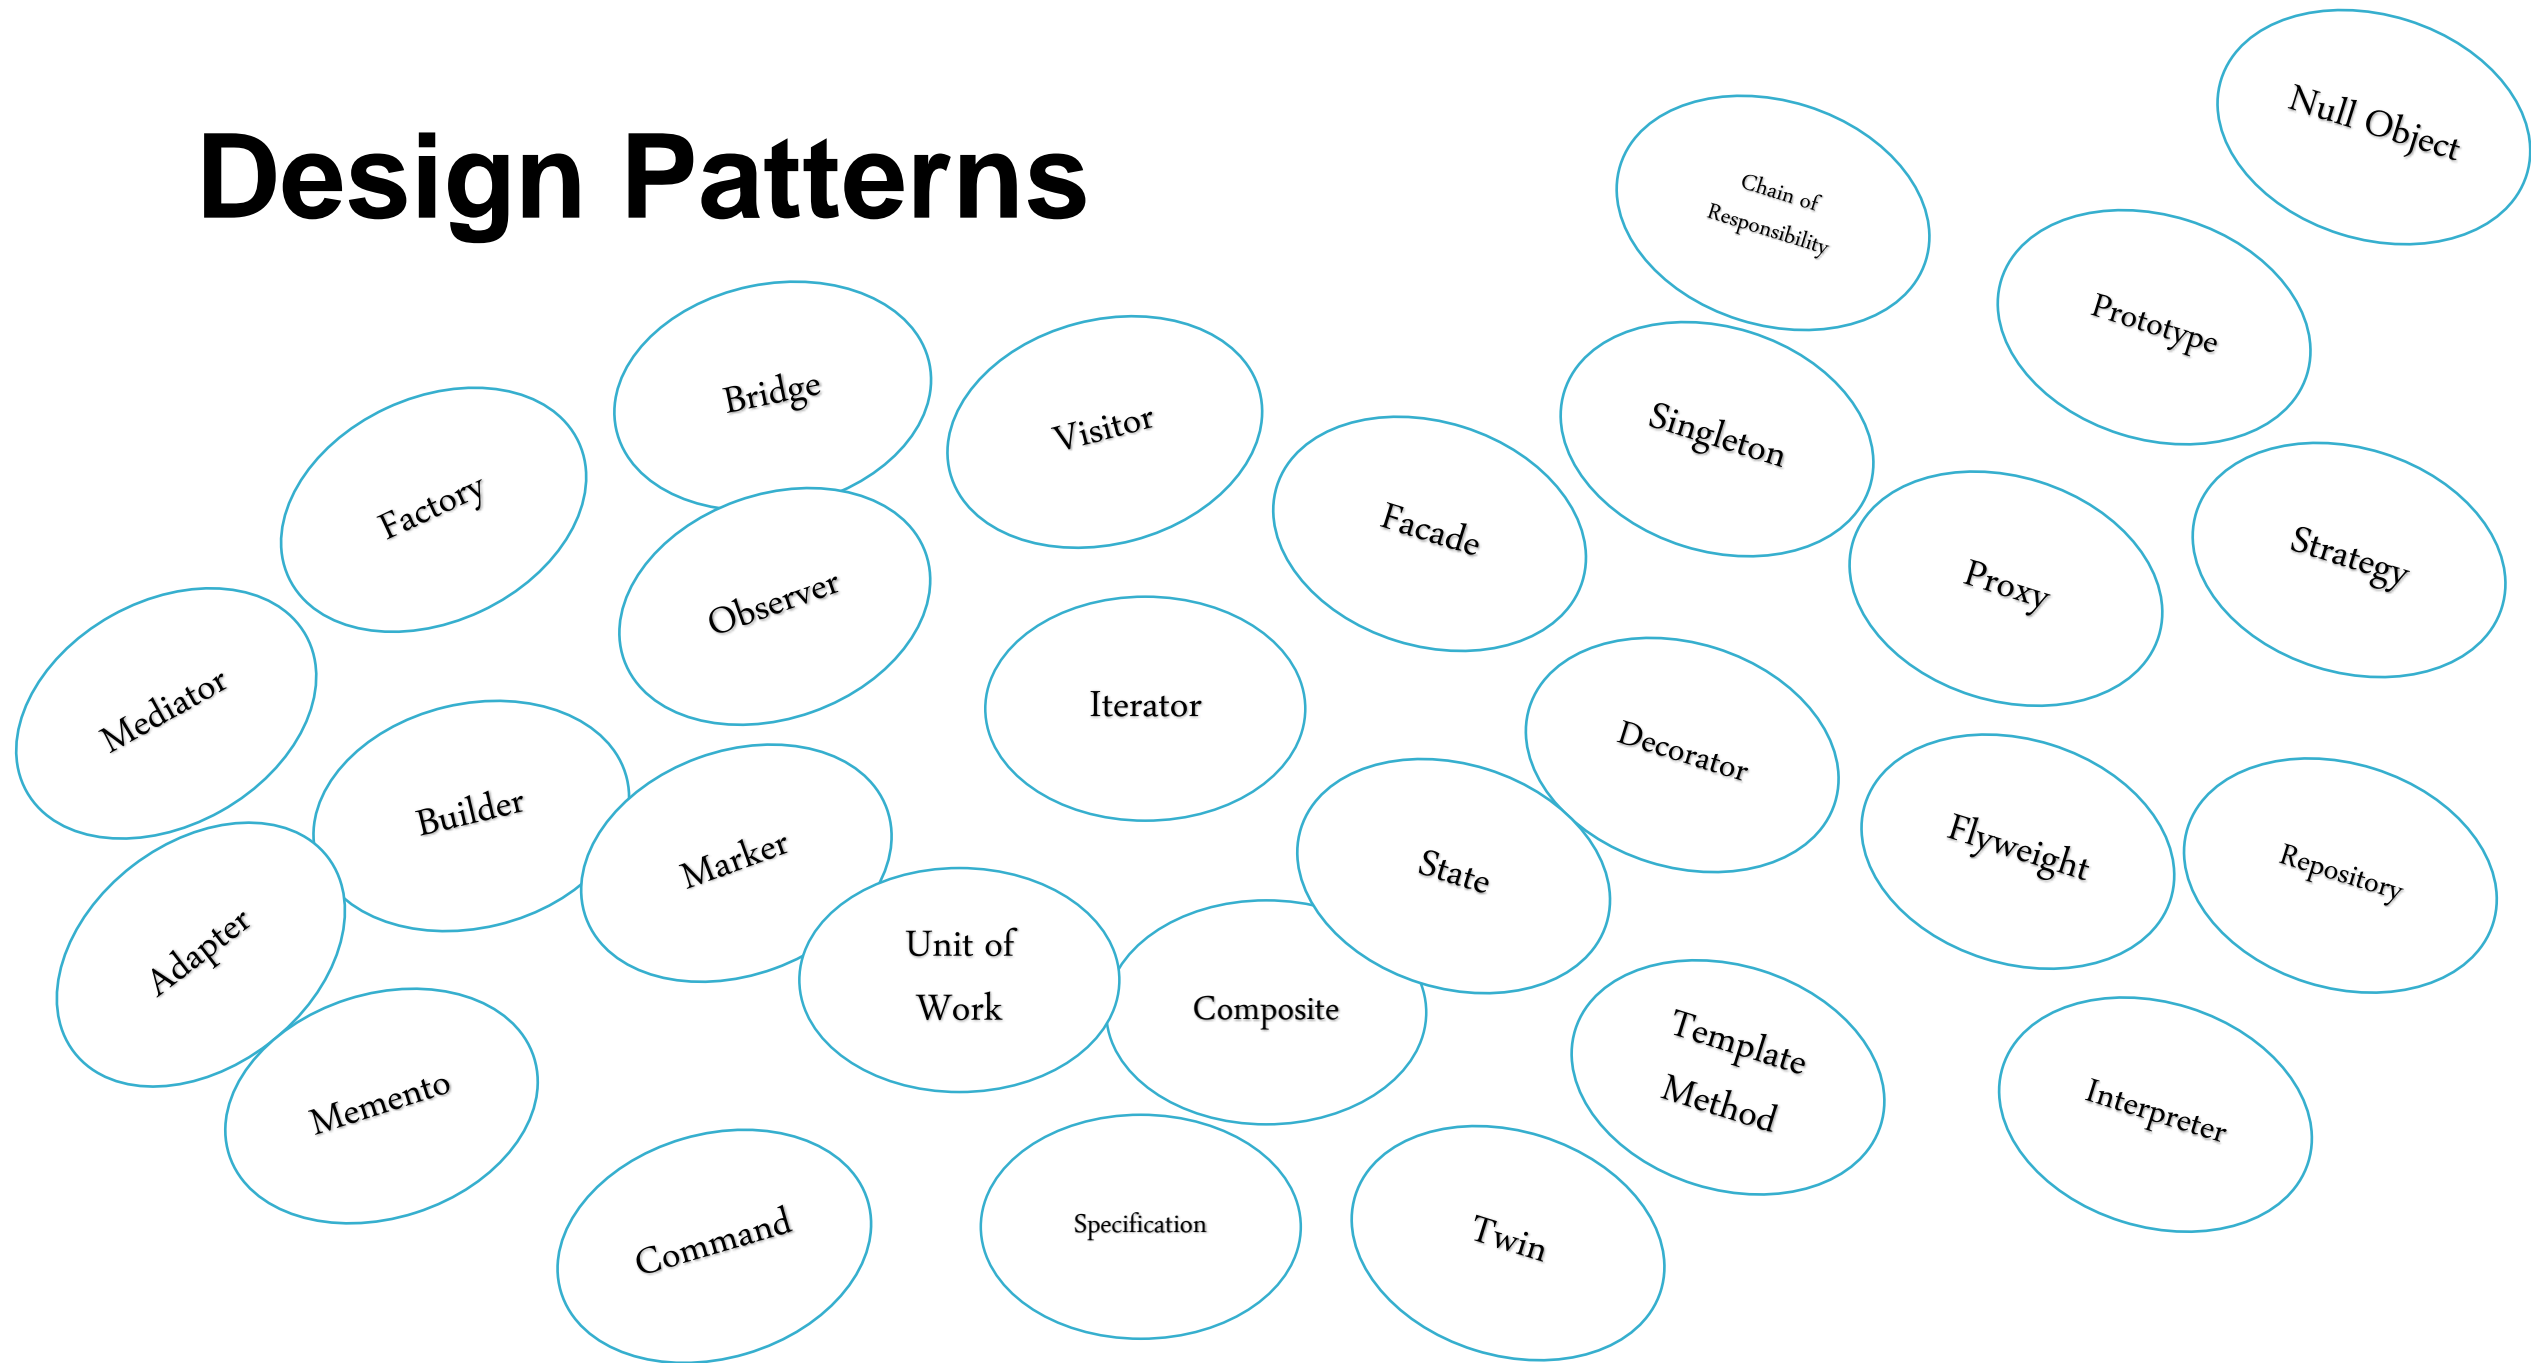 Design Patterns
Null Object
Chain of
Responsibility
Prototype
Bridge
Visitor
Singleton
Factory
Facade
Proxy
Strategy
Observer
Mediator
Iterator
Decorator
Builder
Marker
State
Flyweight
Repository
Adapter
Unit of
Work
Composite
Template
Method
Memento
Interpreter
Command
Specification
Twin